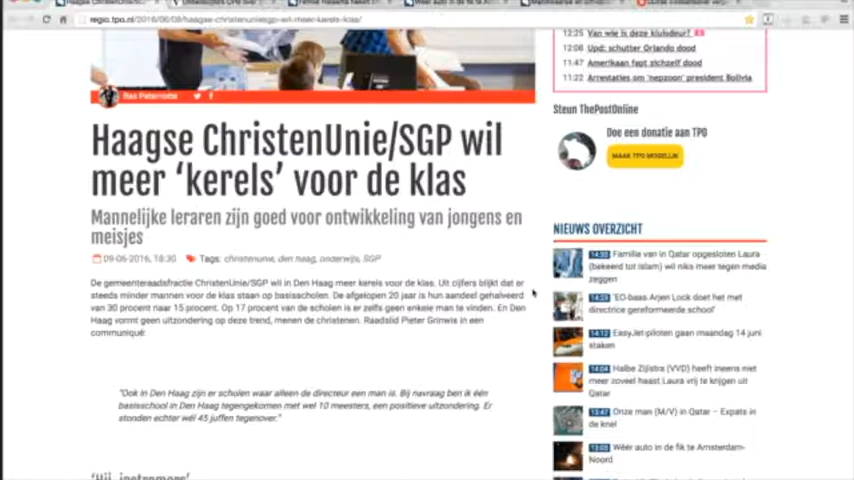 regio.tpo.nl/2016/06/09/haagse-christenuniesgp-wil-meer-kerels-klas/
Bas Paternotte
Haagse ChristenUnie/SGP wil
meer ‘kerels’ voor de klas
Mannelijke leraren zijn goed voor ontwikkeling van jongens en
meisjes
09-06-2016, 18:30 Tags: christenunie, den haag, onderwijs, SGP
De gemeenteraadsfractie ChristenUnie/SGP wil in Den Haag meer kerels voor de klas. Uit cijfers blijkt dat er
steeds minder mannen voor de klas staan op basisscholen. De afgelopen 20 jaar is hun aandeel gehalveerd
van 30 procent naar 15 procent. Op 17 procent van de scholen is er zelfs geen enkele man te vinden. En Den
Haag vormt geen uitzondering op deze trend, menen de christenen. Raadslid Pieter Grinwis in een
communiqué:
"Ook in Den Haag zijn er scholen waar alleen de directeur een man is. Bij navraag ben ik één
basisschool in Den Haag tegengekomen met wel 10 meesters, een positieve uitzondering. Er
stonden echter wél 45 juffen tegenover."
12:25 Van wie is deze kluisdeur?
12:08 Upd: schutter Orlando dood
11:47 Amerikaan fapt zichzelf dood
11:22 Arrestaties om "nepzoon" president Bolivia
Steun ThePostOnline
Doe een donatie aan TPO
MAAK TPO MOGELIJK
NIEUWS OVERZICHT
Familie van in Qatar opgesloten Laura
(bekeerd tot islam) wil niks meer tegen media
zeggen
'EO-baas Arjen Lock doet het met
directrice gereformeerde school'
14:12 EasyJet-piloten gaan maandag 14 juni
staken
14:04 Halbe Zijlstra (VVD) heeft ineens niet
meer zoveel haast Laura vrij te krijgen uit
Qatar
13:47 Onze man (M/V) in Qatar – Expats in
de knel
Wéér auto in de fik te Amsterdam-
Noord